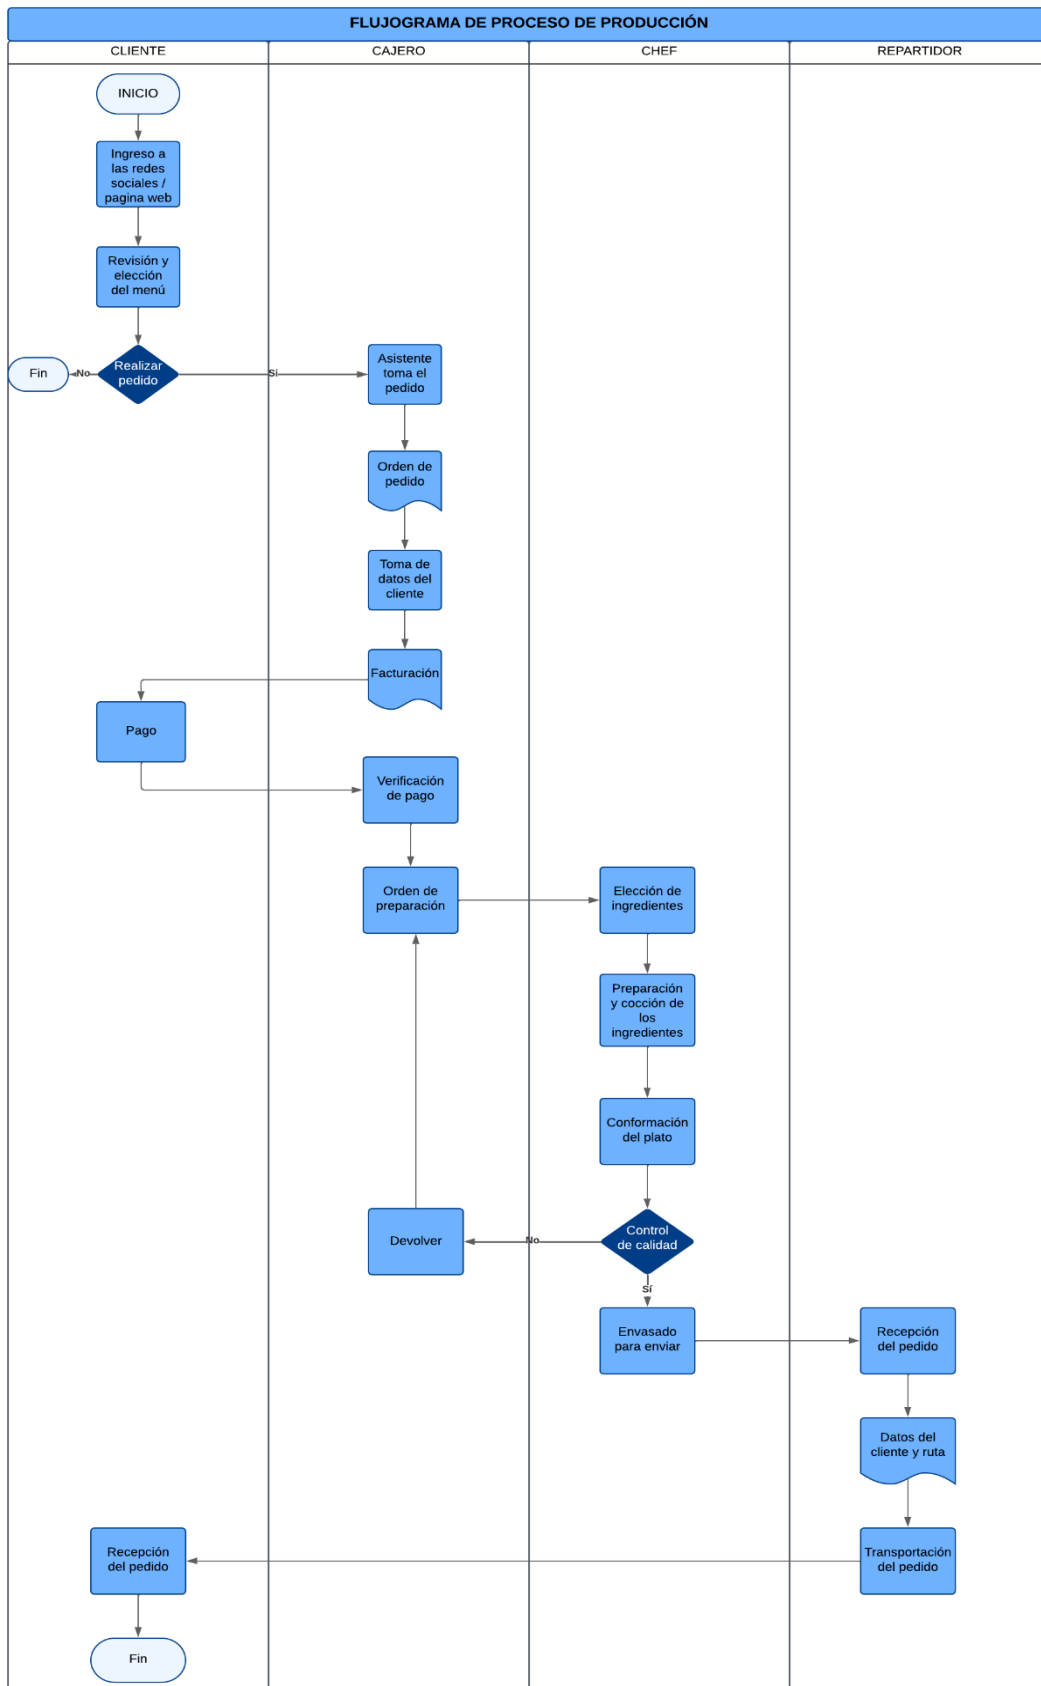 FLUJOGRAMA DE PROCESO DE PRODUCCIÓN
CLIENTE
CAJERO
CHEF
REPARTIDOR
INICIO
Ingreso a
las redes
sociales /
pagina web
Revisión y
elección
del menú
Realizar
pedido
No
Fin
Si
Asistente
toma el
pedido
Orden de
pedido
Toma de
datos del
cliente
Facturación
Pago
Verificación
de pago
Orden de
preparación
Elección de
ingredientes
Preparación
y cocción de
los
ingredientes
Conformación
del plato
Control
de calidad
No
Devolver
Sí
Envasado
para enviar
Recepción
del pedido
Datos del
cliente y ruta
Transportación
del pedido
Recepción
del pedido
Fin